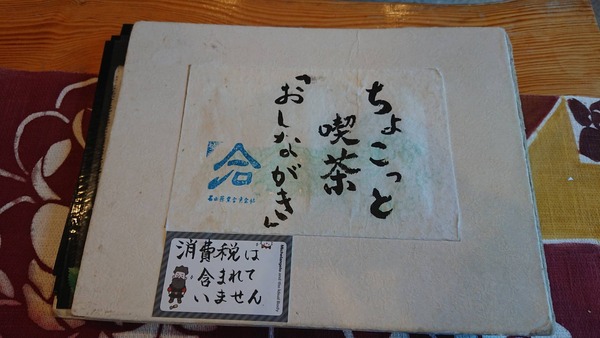 ちょこっと
喫茶
「おしながき」
合
消費税は
含まれて
いません